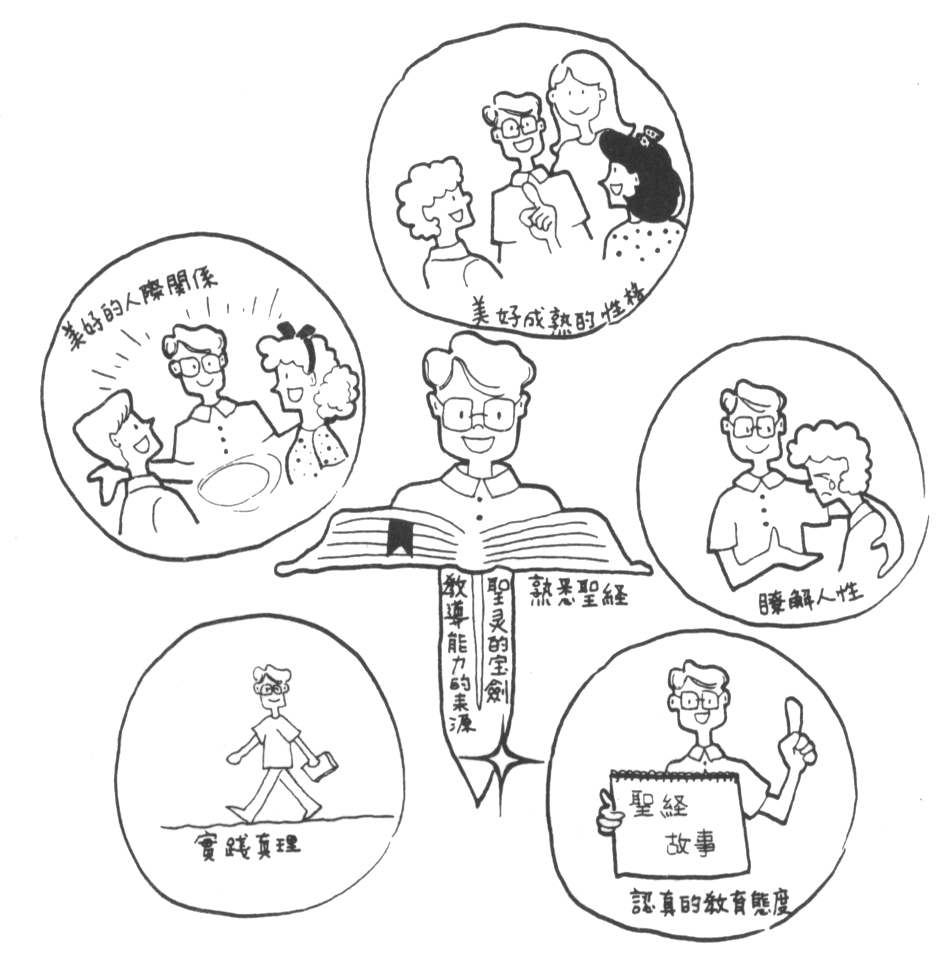 美好成熟的性格
美好的人際關係
熟悉聖経
聖灵的宝劍
教導能力的来源
瞭解人性
實践真理
聖経
故事
認真的教育態度